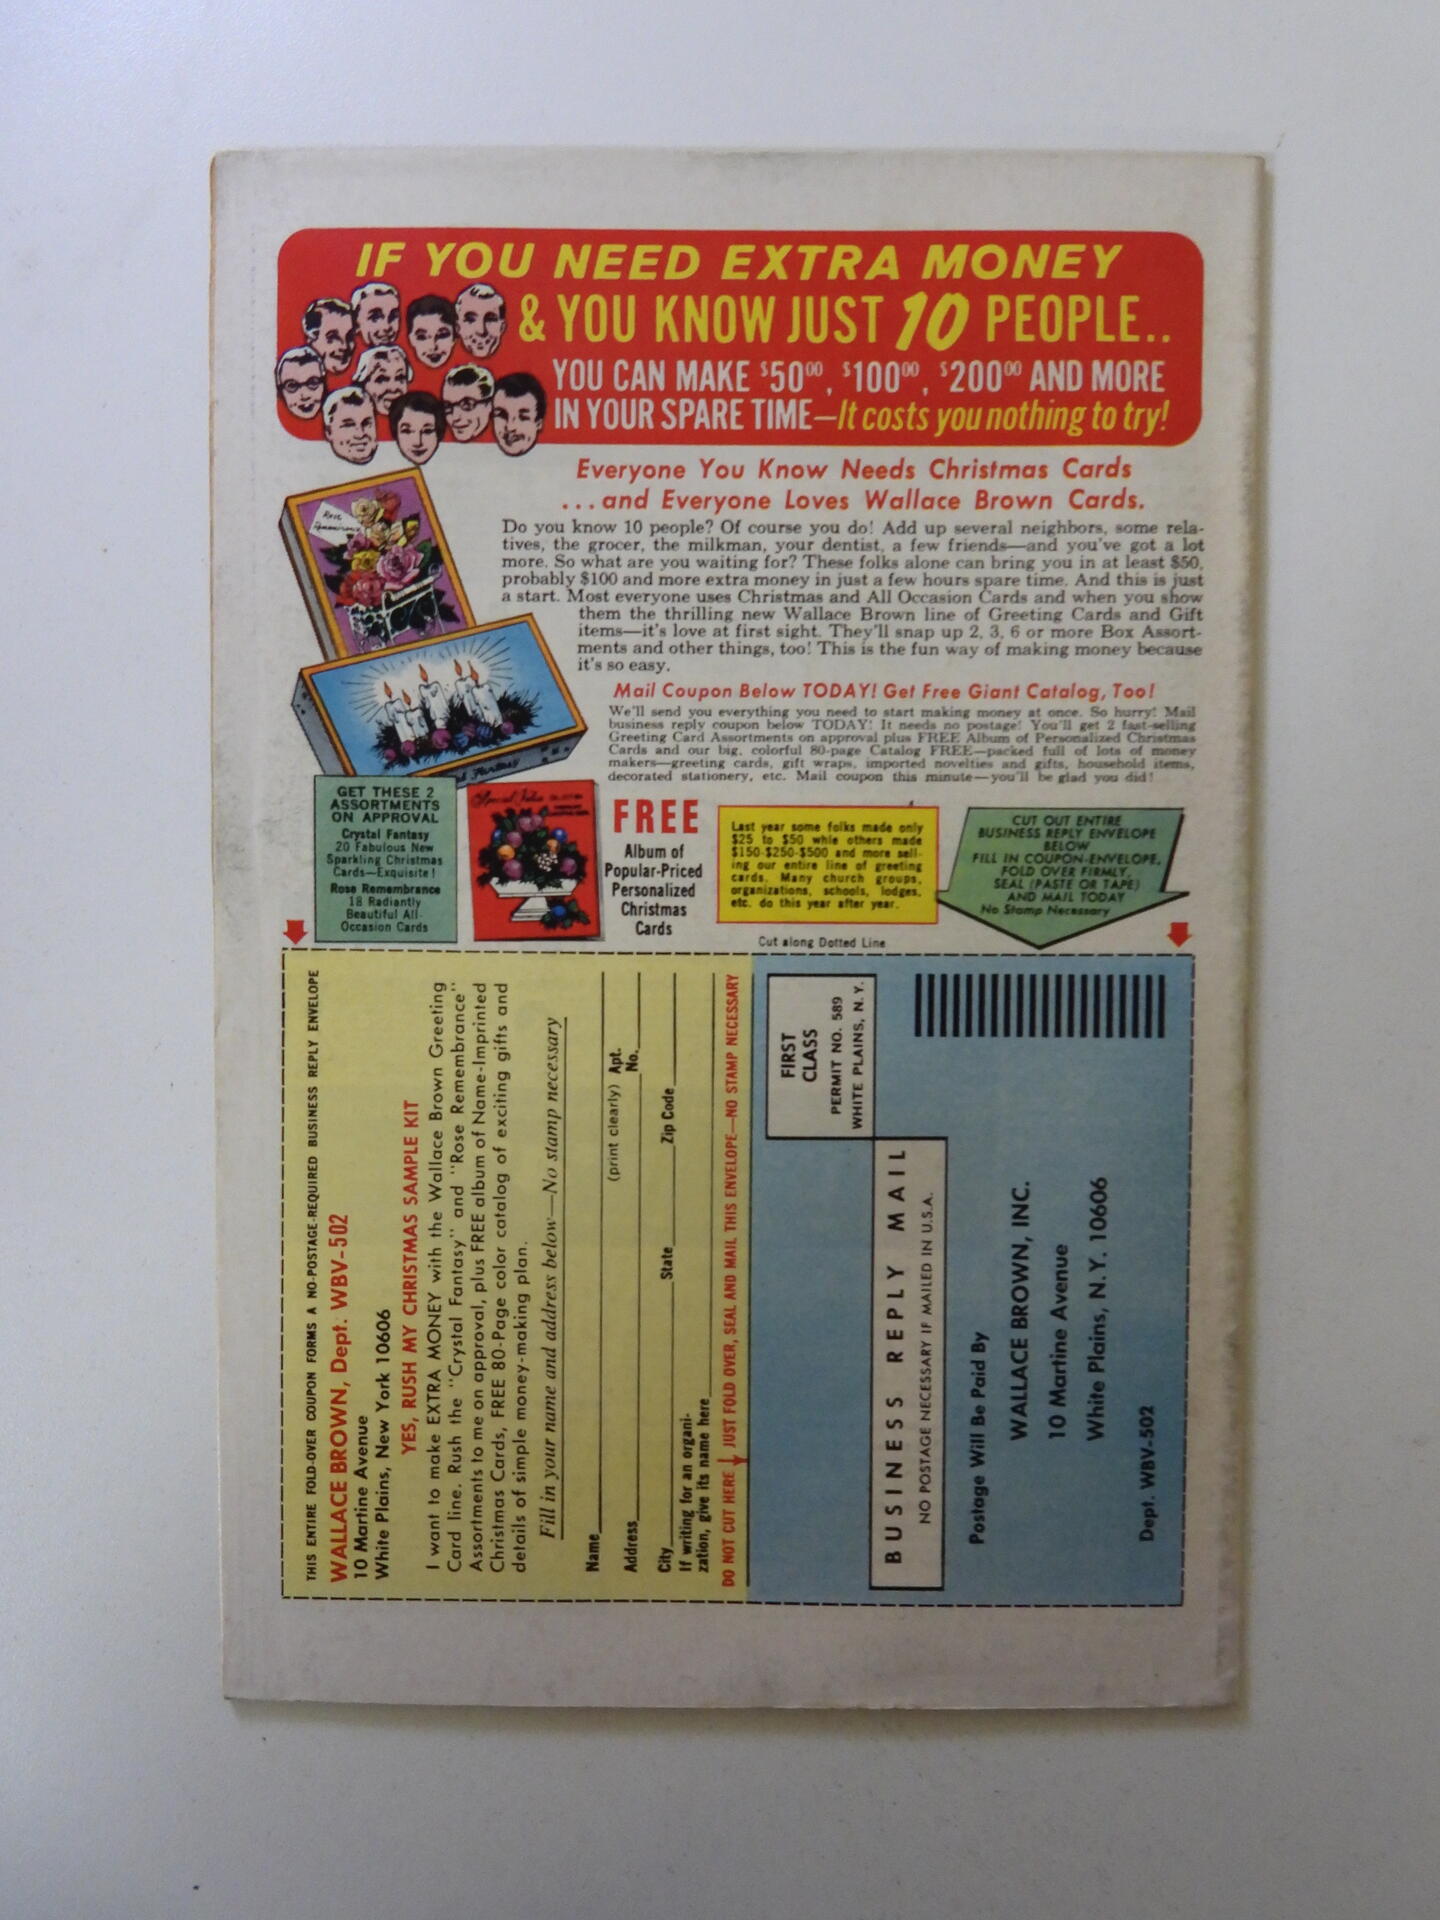 IF YOU NEED EXTRA MONEY
& YOU KNOW JUST 10 PEOPLE..
YOU CAN MAKE $50⁰⁰, $100⁰⁰, $200⁰⁰ AND MORE
IN YOUR SPARE TIME—It costs you nothing to try!
Everyone You Know Needs Christmas Cards
...and Everyone Loves Wallace Brown Cards.
Do you know 10 people? Of course you do! Add up several neighbors, some rela-
tives, the grocer, the milkman, your dentist, a few friends—and you've got a lot
more. So what are you waiting for? These folks alone can bring you in at least $50,
probably $100 and more extra money in just a few hours spare time. And this is just
a start. Most everyone uses Christmas and All Occasion Cards and when you show
them the thrilling new Wallace Brown line of Greeting Cards and Gift
items—it's love at first sight. They'll snap up 2, 3, 6 or more Box Assort-
ments and other things, too! This is the fun way of making money because
it's so easy.
Rose
Remembrance
Fantasy
Mail Coupon Below TODAY! Get Free Giant Catalog, Too!
We'll send you everything you need to start making money at once. So hurry! Mail
business reply coupon below TODAY! It needs no postage! You'll get 2 fast-selling
Greeting Card Assortments on approval plus FREE Album of Personalized Christmas
Cards and our big, colorful 80-page Catalog FREE—packed full of lots of money
makers—greeting cards, gift wraps, imported novelties and gifts, household items,
decorated stationery, etc. Mail coupon this minute—you'll be glad you did!
GET THESE 2
ASSORTMENTS
ON APPROVAL
Crystal Fantasy
20 Fabulous New
Sparkling Christmas
Cards—Exquisite!
Rose Remembrance
18 Radiantly
Beautiful All-
Occasion Cards
Special Value
FREE
Album of
Popular-Priced
Personalized
Christmas
Cards
Last year some folks made only
$25 to $50 while others made
$150-$250-$500 and more sell-
ing our entire line of greeting
cards. Many church groups,
organizations, schools, lodges,
etc. do this year after year.
CUT OUT ENTIRE
BUSINESS REPLY ENVELOPE
BELOW
FILL IN COUPON-ENVELOPE,
FOLD OVER FIRMLY,
SEAL (PASTE OR TAPE)
AND MAIL TODAY
No Stamp Necessary
Cut along Dotted Line
THIS ENTIRE FOLD-OVER COUPON FORMS A NO-POSTAGE-REQUIRED BUSINESS REPLY ENVELOPE
WALLACE BROWN, Dept. WBV-502
10 Martine Avenue
White Plains, New York 10606
YES, RUSH MY CHRISTMAS SAMPLE KIT
I want to make EXTRA MONEY with the Wallace Brown Greeting
Card line. Rush the "Crystal Fantasy" and "Rose Remembrance"
Assortments to me on approval, plus FREE album of Name-Imprinted
Christmas Cards, FREE 80-Page color catalog of exciting gifts and
details of simple money-making plan.
Fill in your name and address below—No stamp necessary
Name
(print clearly)
Address
Apt.
No.
City State Zip Code
If writing for an organi-
zation, give its name here
DO NOT CUT HERE JUST FOLD OVER, SEAL AND MAIL THIS ENVELOPE—NO STAMP NECESSARY
FIRST
CLASS
PERMIT NO. 589
WHITE PLAINS, N.Y.
BUSINESS REPLY MAIL
NO POSTAGE NECESSARY IF MAILED IN U.S.A.
Postage Will Be Paid By
WALLACE BROWN, INC.
10 Martine Avenue
White Plains, N.Y. 10606
Dept. WBV-502